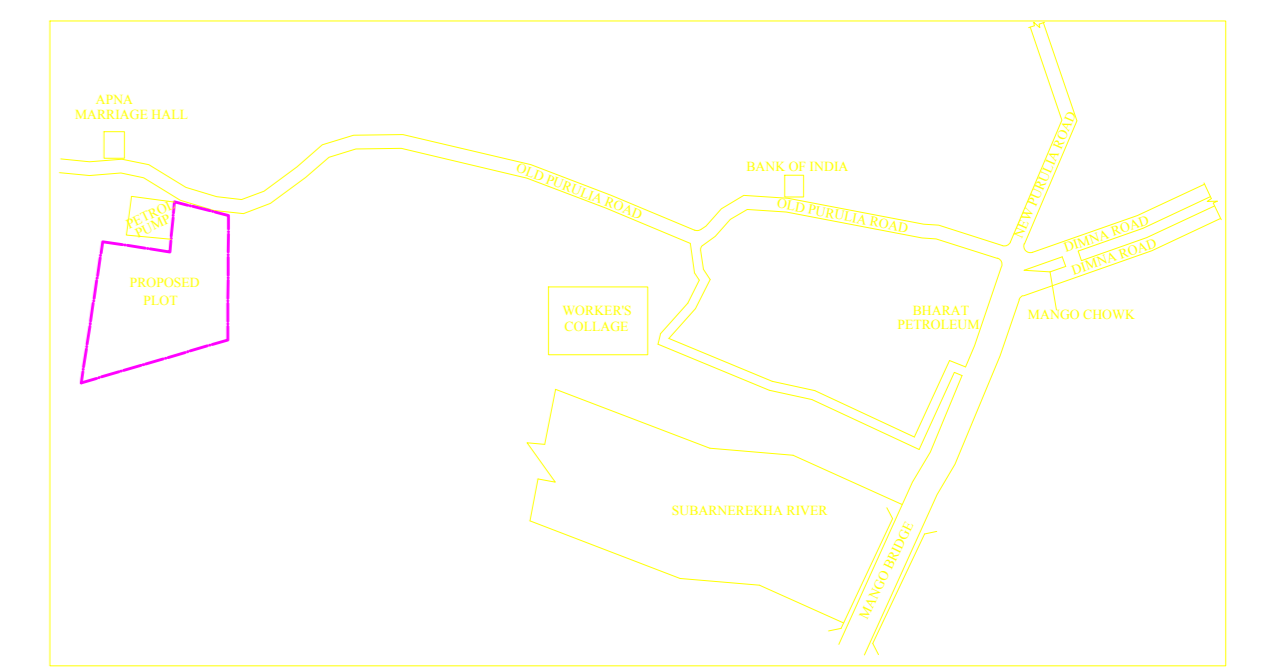 APNA
MARRIAGE HALL
PETROL
PUMP
PROPOSED
PLOT
OLD PURULIA ROAD
BANK OF INDIA
OLD PURULIA ROAD
NEW PURULIA ROAD
DIMNA ROAD
DIMNA ROAD
MANGO CHOWK
BHARAT
PETROLEUM
WORKER'S
COLLAGE
SUBARNEREKHA RIVER
MANGO BRIDGE